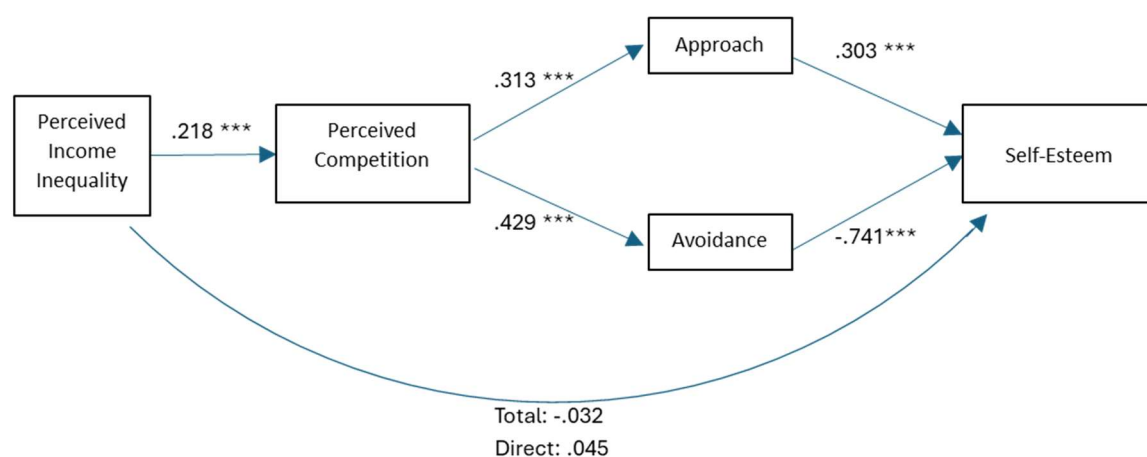 Perceived
Income
Inequality
.218 ***
Perceived
Competition
.313 ***
.429 ***
Approach
Avoidance
.303 ***
-.741***
Self-Esteem
Total: -.032
Direct: .045